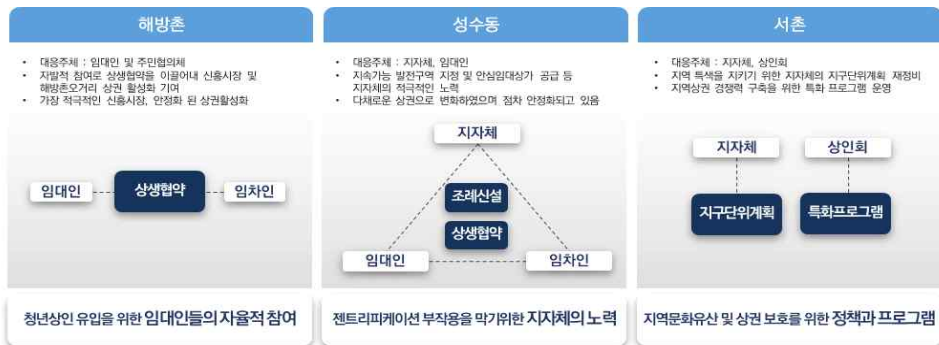 해방촌
• 대응주체 : 임대인 및 주민협의체
• 자발적 참여로 상생협약을 이끌어내 신흥시장 및
해방촌오거리 상권 활성화 기여
• 가장 적극적인 신흥시장, 안정화 된 상권활성화
임대인
상생협약
임차인
청년상인 유입을 위한 임대인들의 자율적 참여
성수동
• 대응주체 : 지자체, 임대인
• 지속가능 발전구역 지정 및 안심임대상가 공급 등
지자체의 적극적인 노력
• 다채로운 상권으로 변화하였으며 점차 안정화되고 있음
지자체
조례신설
상생협약
임대인
임차인
젠트리피케이션 부작용을 막기위한 지자체의 노력
서촌
• 대응주체 : 지자체, 상인회
• 지역 특색을 지키기 위한 지자체의 지구단위계획 재정비
• 지역상권 경쟁력 구축을 위한 특화 프로그램 운영
지자체
상인회
지구단위계획
특화프로그램
지역문화유산 및 상권 보호를 위한 정책과 프로그램